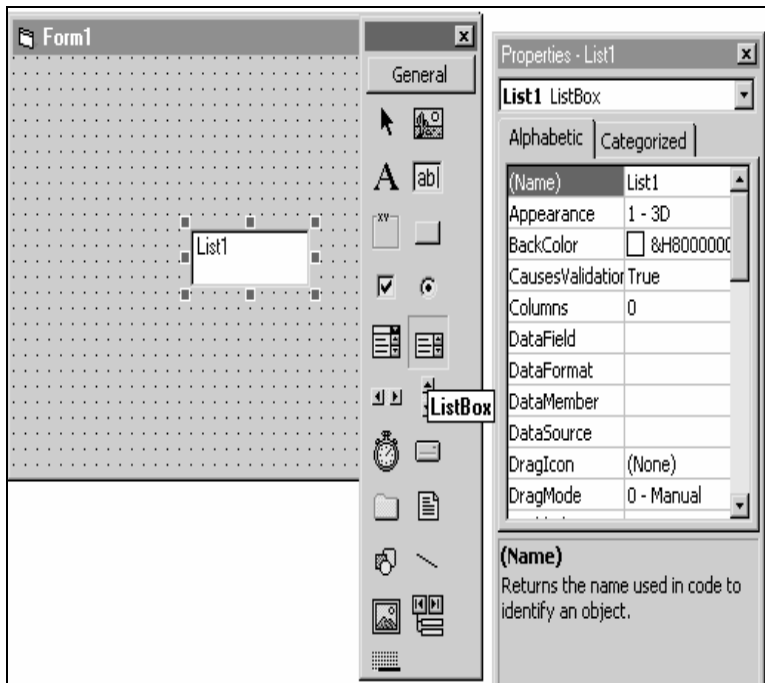 Form1
List1
General
A
ab
xy
ListBox
Properties - List1
List1 ListBox
Alphabetic
Categorized
(Name) List1
Appearance 1 - 3D
BackColor &H8000000
CausesValidation True
Columns 0
DataField
DataFormat
DataMember
DataSource
DragIcon (None)
DragMode 0 - Manual
(Name)
Returns the name used in code to
identify an object.